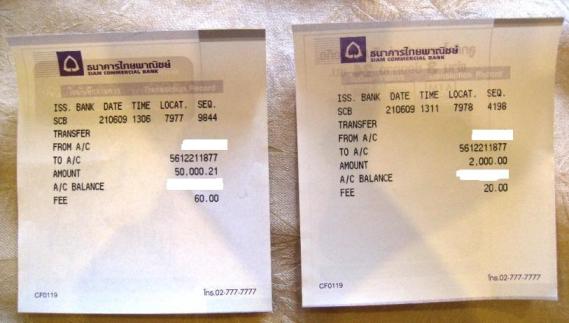 ธนาคารไทยพาณิชย์
SIAM COMMERCIAL BANK
Transaction Record
ISS. BANK DATE TIME LOCAT. SEQ.
SCB 210609 1306 7977 9844
TRANSFER
FROM A/C
TO A/C 5612211877
AMOUNT 50,000.21
A/C BALANCE
FEE 60.00
CF0119 โทร.02-777-7777
ธนาคารไทยพาณิชย์
SIAM COMMERCIAL BANK
Transaction Record
ISS. BANK DATE TIME LOCAT. SEQ.
SCB 210609 1311 7978 4198
TRANSFER
FROM A/C
TO A/C 5612211877
AMOUNT 2,000.00
A/C BALANCE
FEE 20.00
CF0119 โทร.02-777-7777